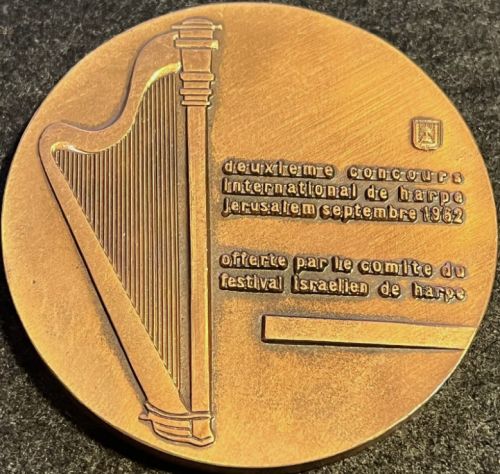 deuxieme concours
international de harpe
jerusalem septembre 1962
offerte par le comite du
festival israelien de harpe